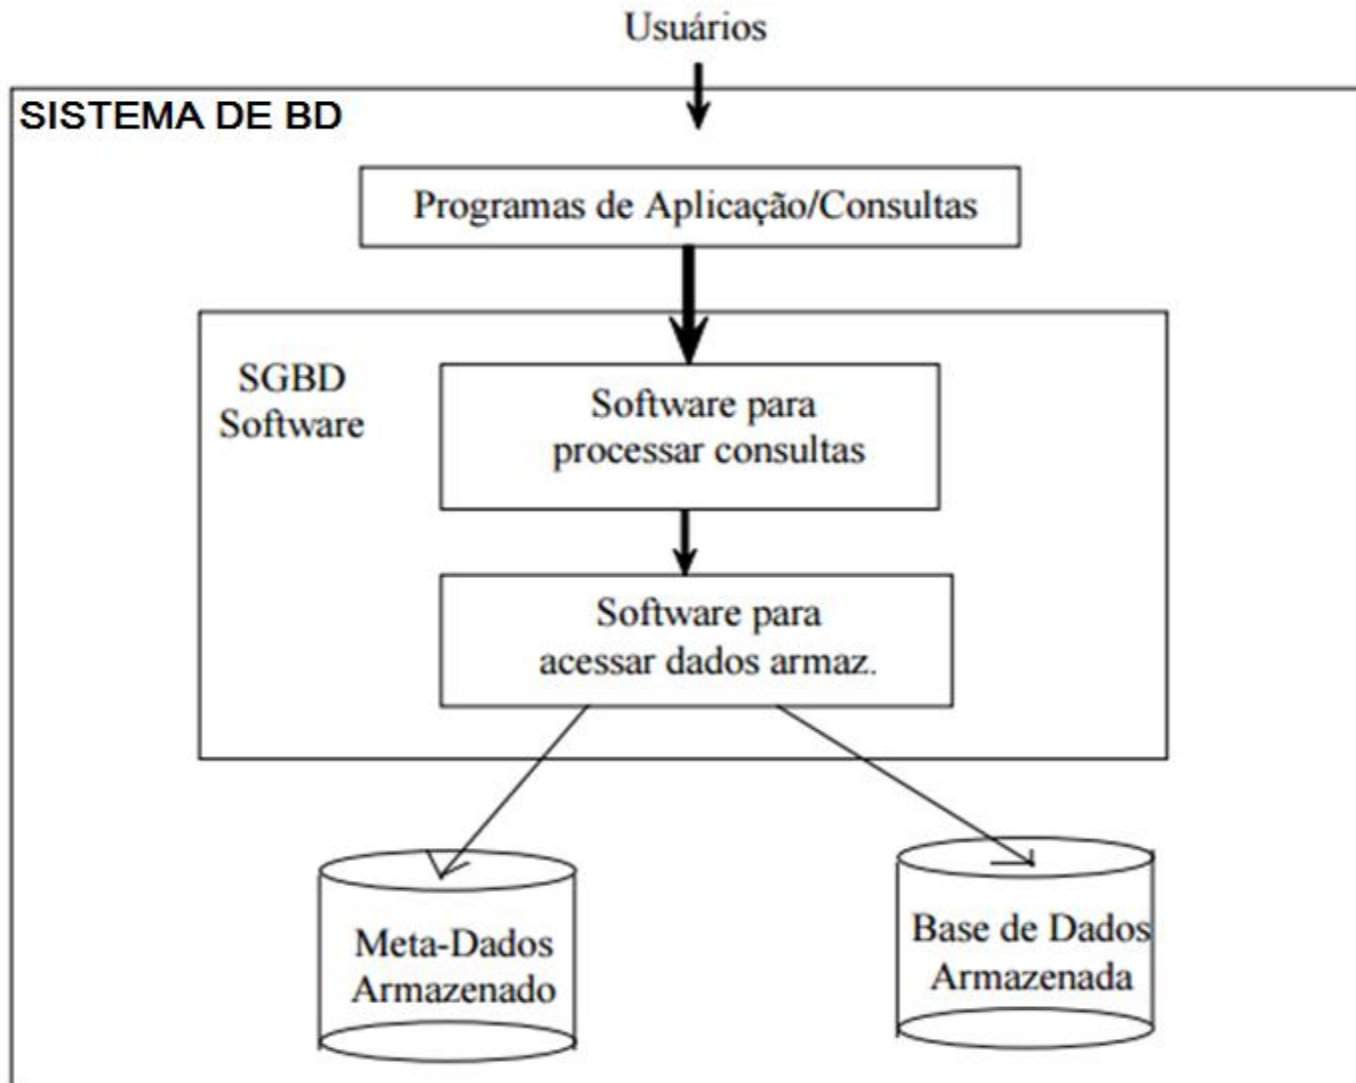 Usuários
SISTEMA DE BD
Programas de Aplicação/Consultas
SGBD
Software
Software para
processar consultas
Software para
acessar dados armaz.
Meta-Dados
Armazenado
Base de Dados
Armazenada